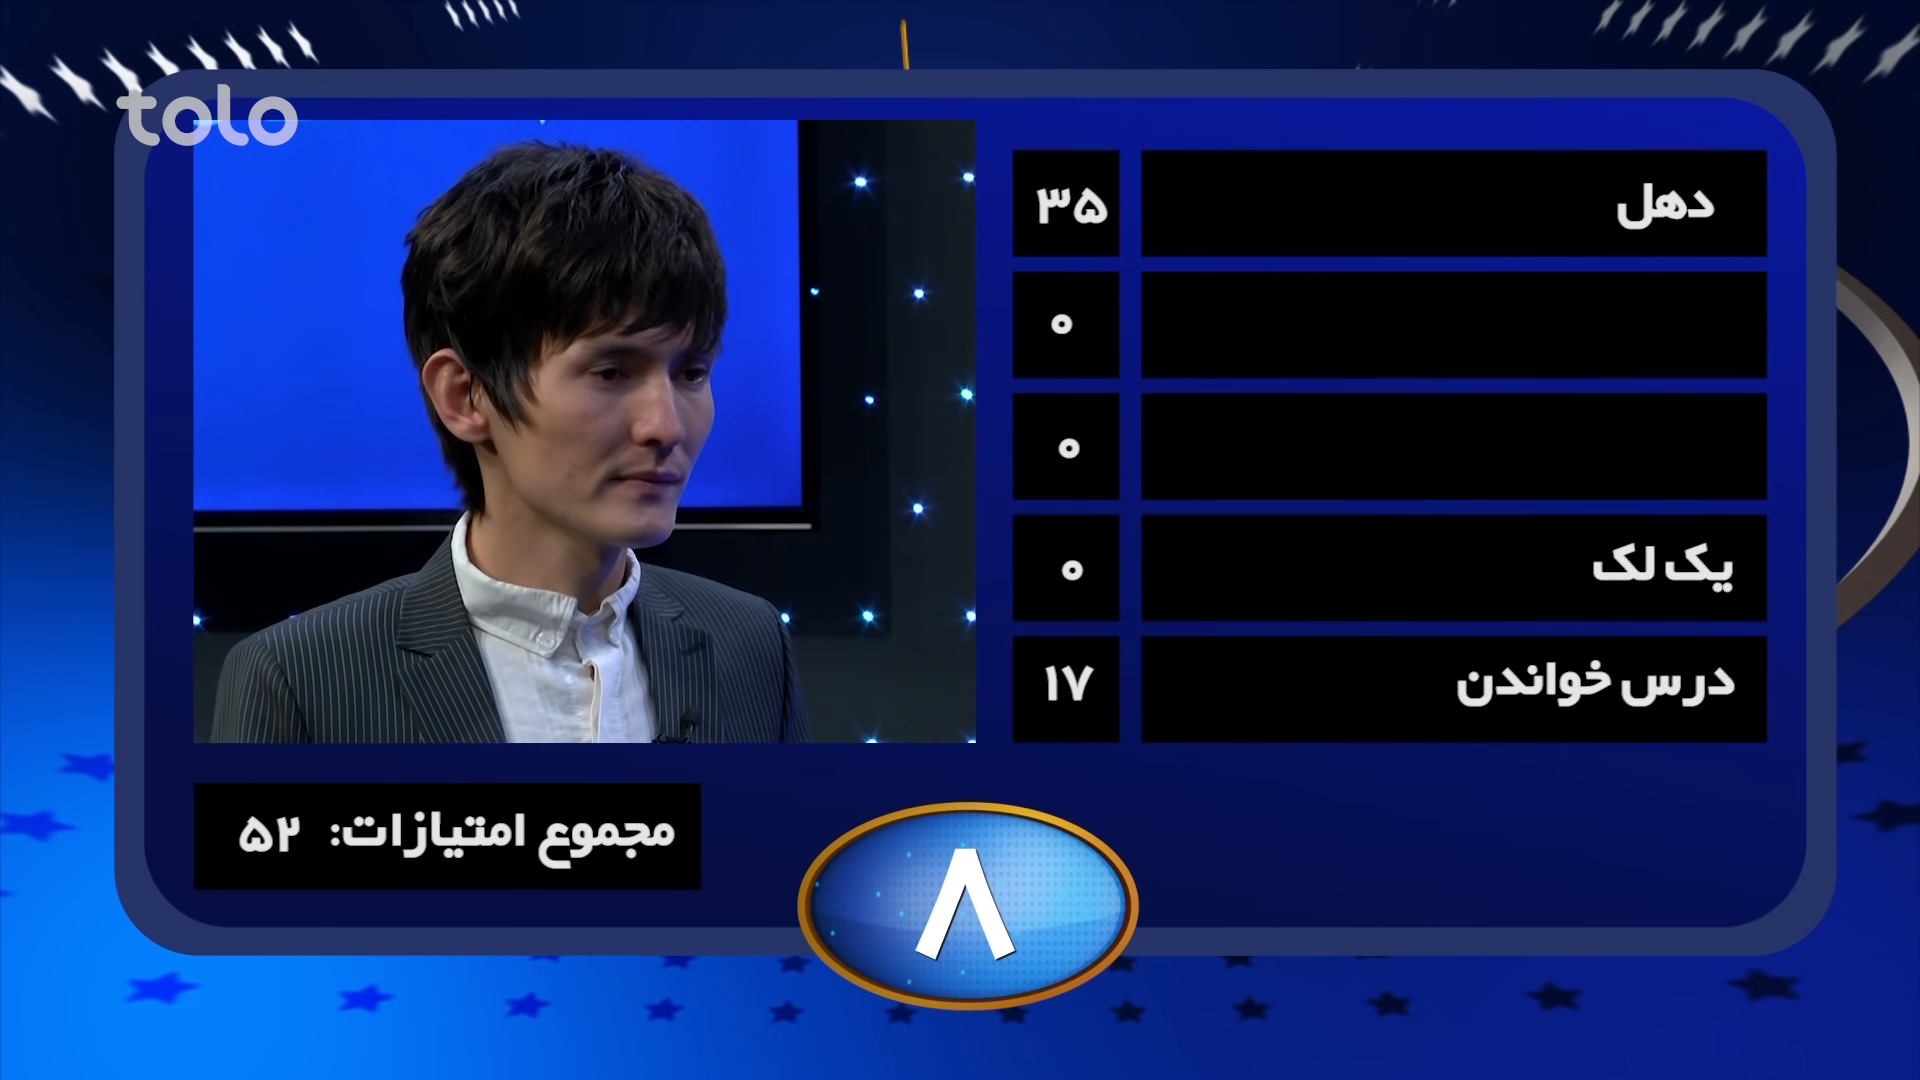 tolo
دهل ۳۵
۰
۰
یک لک ۰
درس خواندن ۱۷
مجموع امتیازات: ۵۲
۸